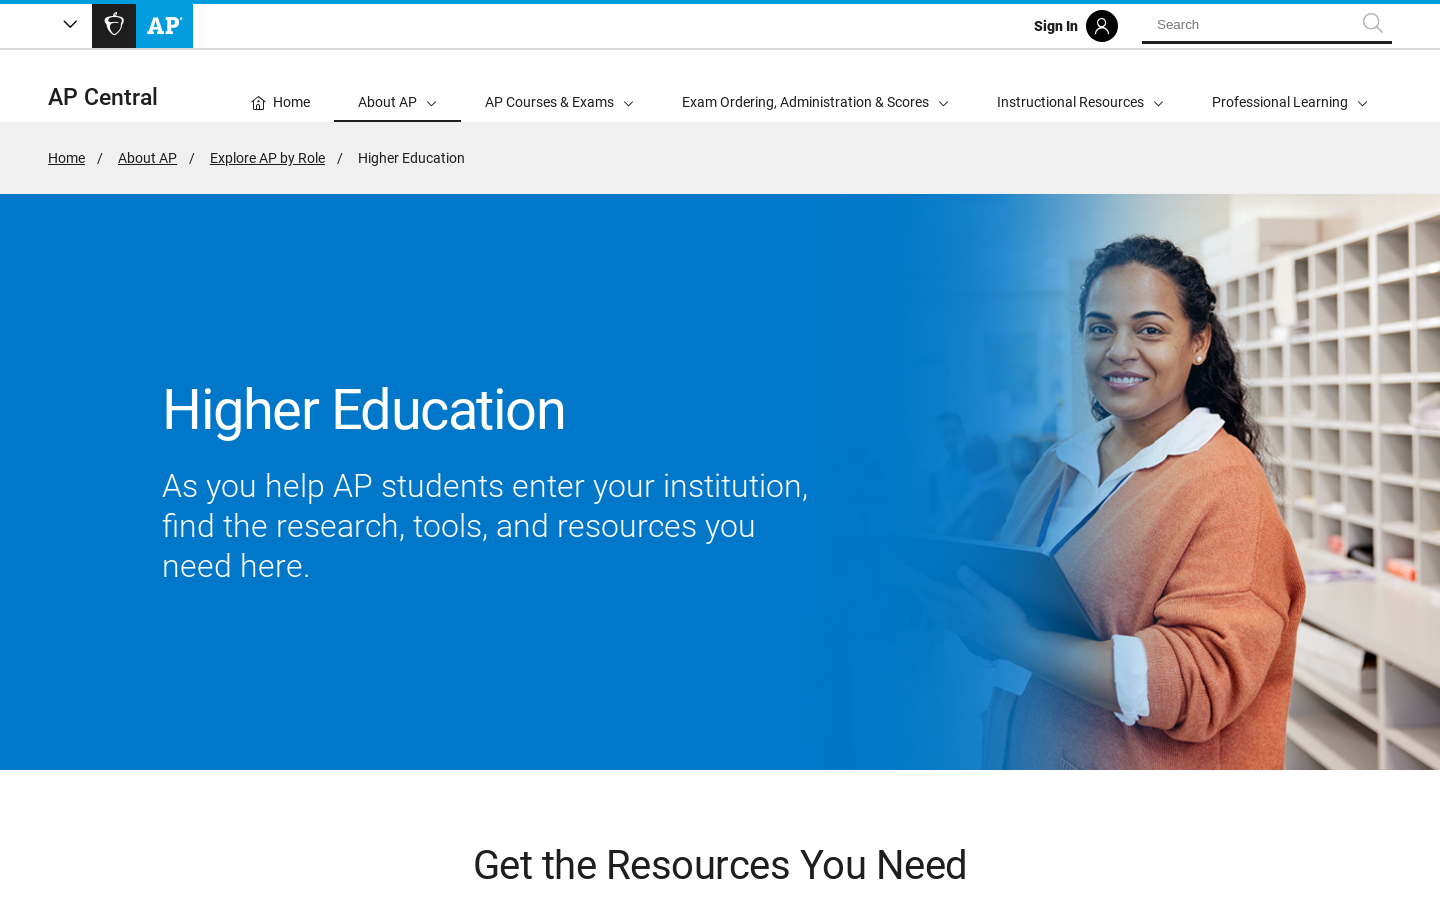 AP
Sign In
Search
AP Central
Home
About AP
AP Courses & Exams
Exam Ordering, Administration & Scores
Instructional Resources
Professional Learning
Home / About AP / Explore AP by Role / Higher Education
Higher Education
As you help AP students enter your institution,
find the research, tools, and resources you
need here.
Get the Resources You Need